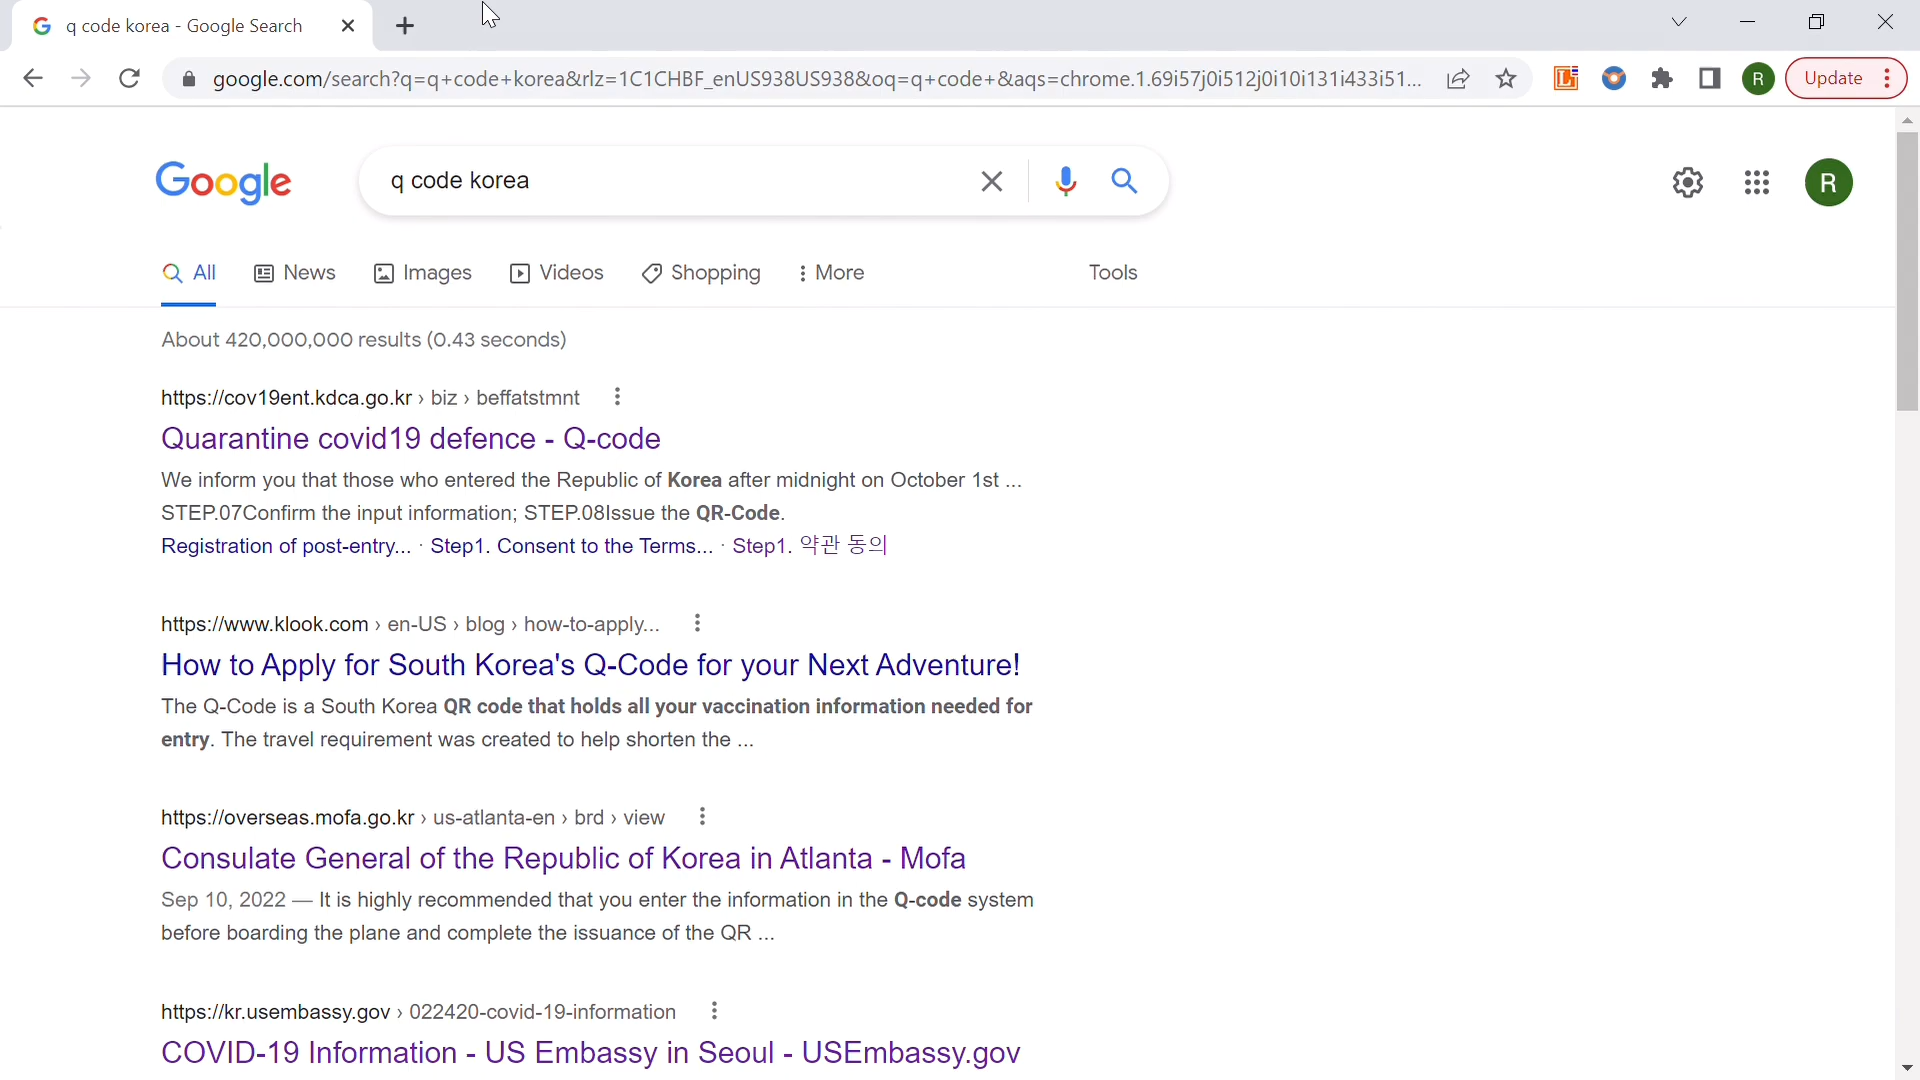 q code korea - Google Search
google.com/search?q=q+code+korea&rlz=1C1CHBF_enUS938US938&oq=q+code+&aqs=chrome.1.69i57j0i512j0i10i131i433i51...
R
Update
Google
q code korea
R
All
News
Images
Videos
Shopping
More
Tools
About 420,000,000 results (0.43 seconds)
https://cov19ent.kdca.go.kr › biz › beffatstmnt
Quarantine covid19 defence - Q-code
We inform you that those who entered the Republic of Korea after midnight on October 1st ...
STEP.07Confirm the input information; STEP.08Issue the QR-Code.
Registration of post-entry... · Step1. Consent to the Terms... · Step1. 약관 동의
https://www.klook.com › en-US › blog › how-to-apply...
How to Apply for South Korea's Q-Code for your Next Adventure!
The Q-Code is a South Korea QR code that holds all your vaccination information needed for
entry. The travel requirement was created to help shorten the ...
https://overseas.mofa.go.kr › us-atlanta-en › brd › view
Consulate General of the Republic of Korea in Atlanta - Mofa
Sep 10, 2022 — It is highly recommended that you enter the information in the Q-code system
before boarding the plane and complete the issuance of the QR ...
https://kr.usembassy.gov › 022420-covid-19-information
COVID-19 Information - US Embassy in Seoul - USEmbassy.gov